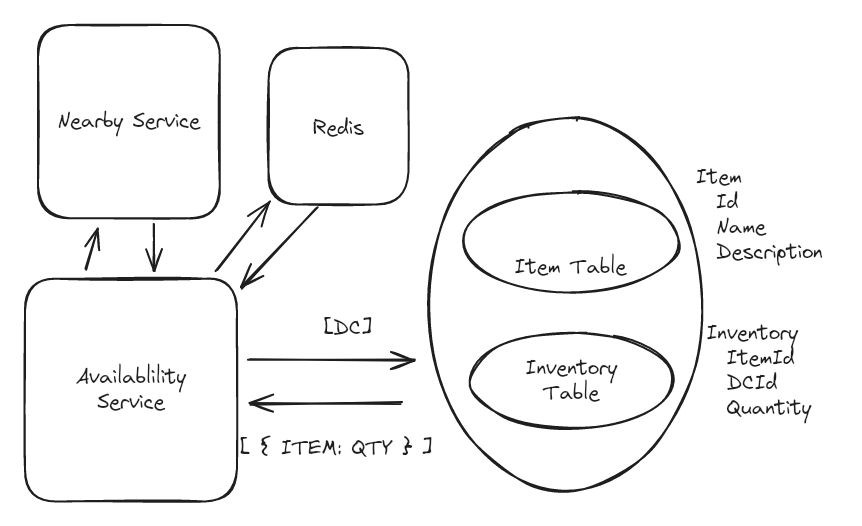 Nearby Service
Redis
Item
Id
Name
Description
Item Table
[DC]
Inventory
ItemId
DCId
Quantity
Inventory
Table
Availablility
Service
[ { ITEM: QTY } ]